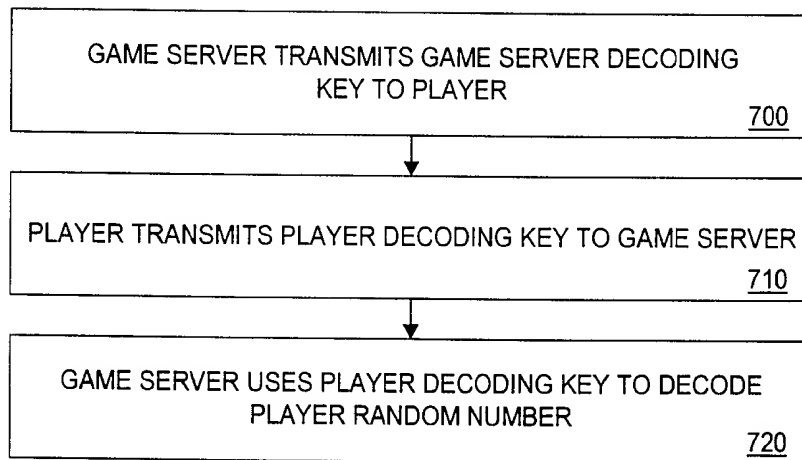 GAME SERVER TRANSMITS GAME SERVER DECODING
KEY TO PLAYER
700
PLAYER TRANSMITS PLAYER DECODING KEY TO GAME SERVER
710
GAME SERVER USES PLAYER DECODING KEY TO DECODE
PLAYER RANDOM NUMBER
720